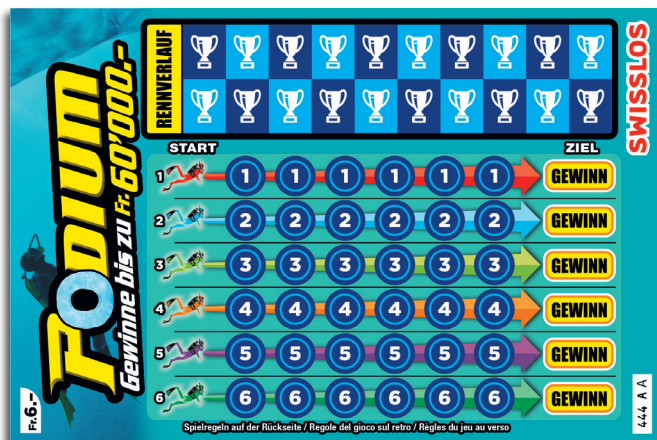 PODIUM
Gewinne bis zu Fr. 60'000.-
Fr. 6.-
RENNVERLAUF
SWISSLOS
START ZIEL
1 1 1 1 1 1 1 GEWINN
2 2 2 2 2 2 2 GEWINN
3 3 3 3 3 3 3 GEWINN
4 4 4 4 4 4 4 GEWINN
5 5 5 5 5 5 5 GEWINN
6 6 6 6 6 6 6 GEWINN
Spielregeln auf der Rückseite / Regole del gioco sul retro / Règles du jeu au verso
444 A A